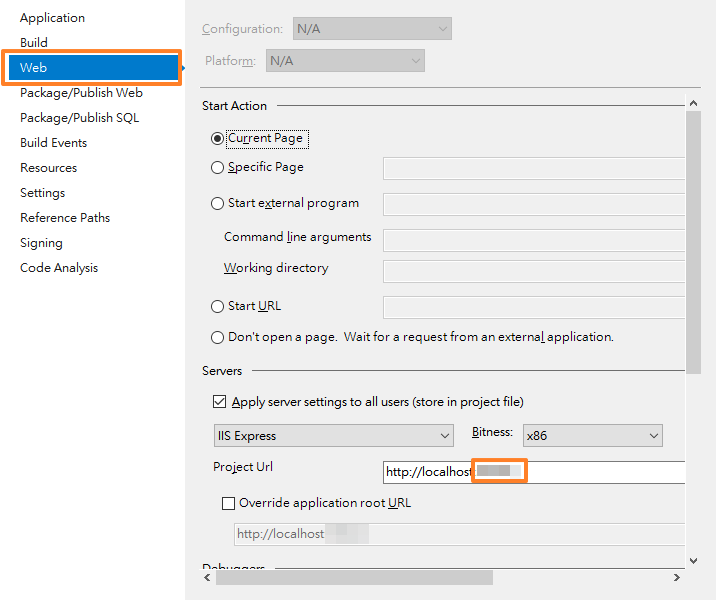 Application
Build
Web
Package/Publish Web
Package/Publish SQL
Build Events
Resources
Settings
Reference Paths
Signing
Code Analysis
Configuration: N/A
Platform: N/A
Start Action
Current Page
Specific Page
Start external program
Command line arguments
Working directory
Start URL
Don't open a page. Wait for a request from an external application.
Servers
Apply server settings to all users (store in project file)
IIS Express Bitness: x86
Project Url http://localhost
Override application root URL
http://localhost
Debuggers